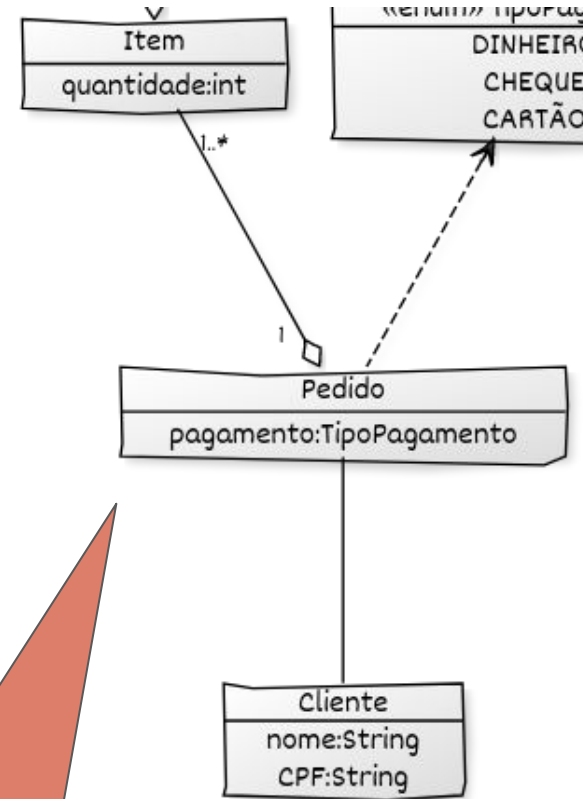 Item
quantidade:int
DINHEIRO
CHEQUE
CARTÃO
1..*
1
Pedido
pagamento:TipoPagamento
Cliente
nome:String
CPF:String